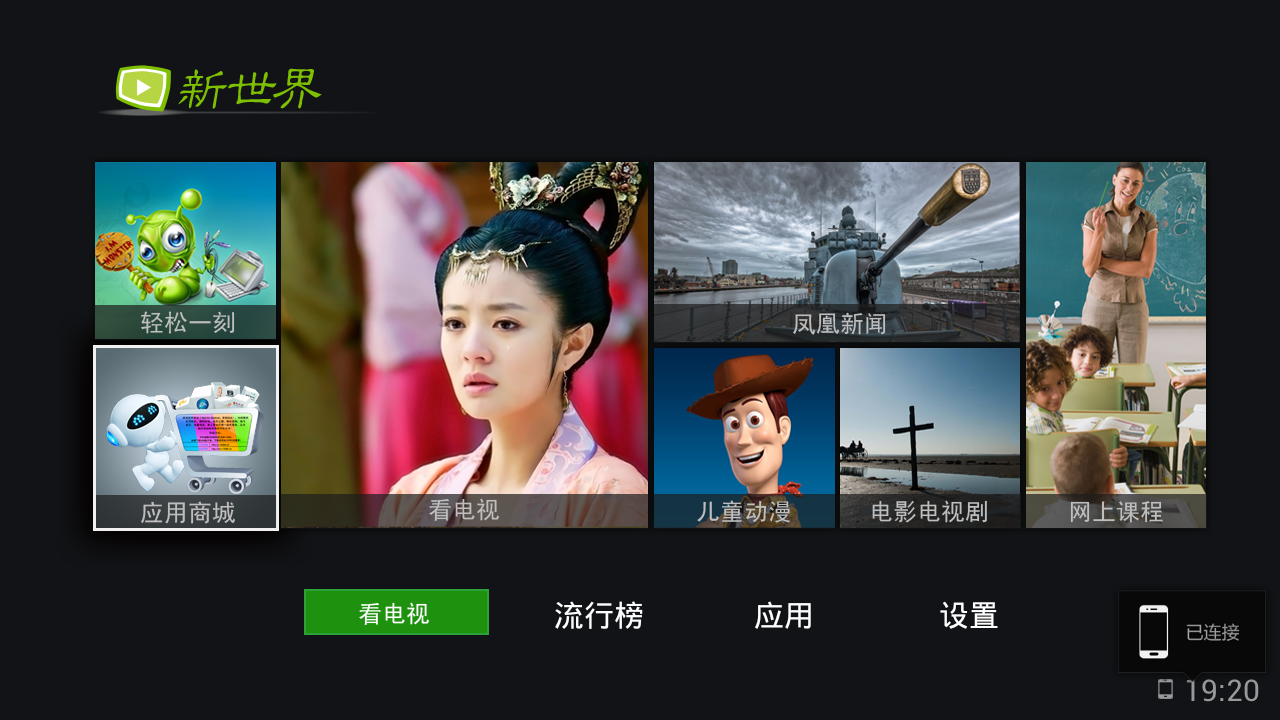 新世界
I AM MONSTER
轻松一刻
看电视
凤凰新闻
应用商城
儿童动漫
电影电视剧
网上课程
看电视
流行榜
应用
设置
已连接
19:20